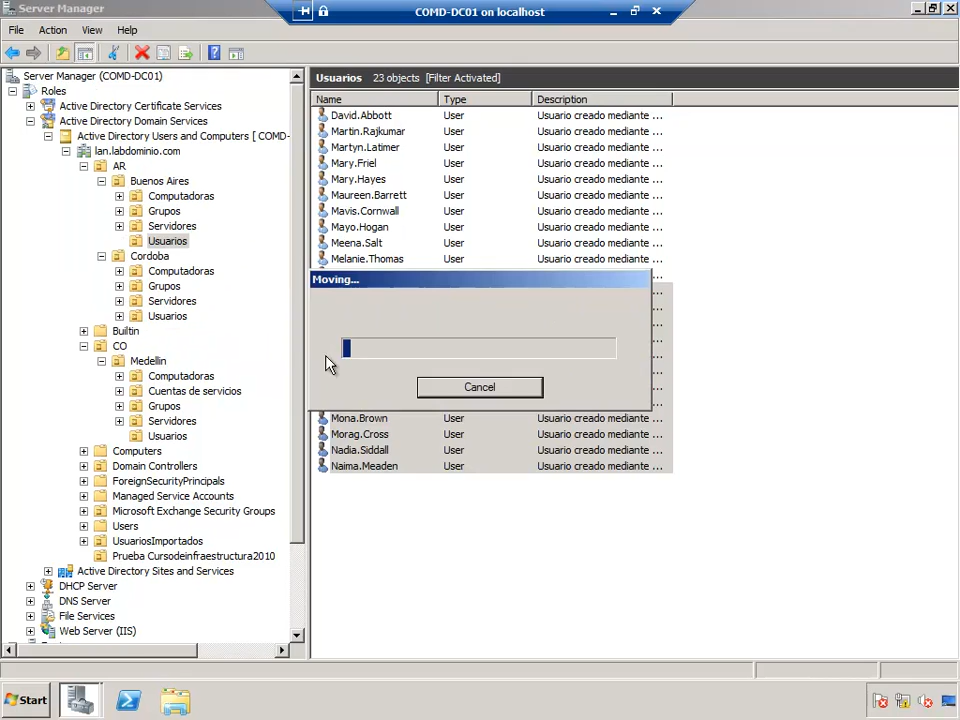 Server Manager
COMD-DC01 on localhost
File Action View Help
Server Manager (COMD-DC01)
Roles
Active Directory Certificate Services
Active Directory Domain Services
Active Directory Users and Computers [ COMD-
lan.labdominio.com
AR
Buenos Aires
Computadoras
Grupos
Servidores
Usuarios
Cordoba
Computadoras
Grupos
Servidores
Usuarios
Builtin
CO
Medellin
Computadoras
Cuentas de servicios
Grupos
Servidores
Usuarios
Computers
Domain Controllers
ForeignSecurityPrincipals
Managed Service Accounts
Microsoft Exchange Security Groups
Users
UsuariosImportados
Prueba Cursodeinfraestructura2010
Active Directory Sites and Services
DHCP Server
DNS Server
File Services
Web Server (IIS)
Usuarios 23 objects [Filter Activated]
Name Type Description
David.Abbott User Usuario creado mediante ...
Martin.Rajkumar User Usuario creado mediante ...
Martyn.Latimer User Usuario creado mediante ...
Mary.Friel User Usuario creado mediante ...
Mary.Hayes User Usuario creado mediante ...
Maureen.Barrett User Usuario creado mediante ...
Mavis.Cornwall User Usuario creado mediante ...
Mayo.Hogan User Usuario creado mediante ...
Meena.Salt User Usuario creado mediante ...
Melanie.Thomas User Usuario creado mediante ...
Moving...
Cancel
Mona.Brown User Usuario creado mediante ...
Morag.Cross User Usuario creado mediante ...
Nadia.Siddall User Usuario creado mediante ...
Naima.Meaden User Usuario creado mediante ...
Start